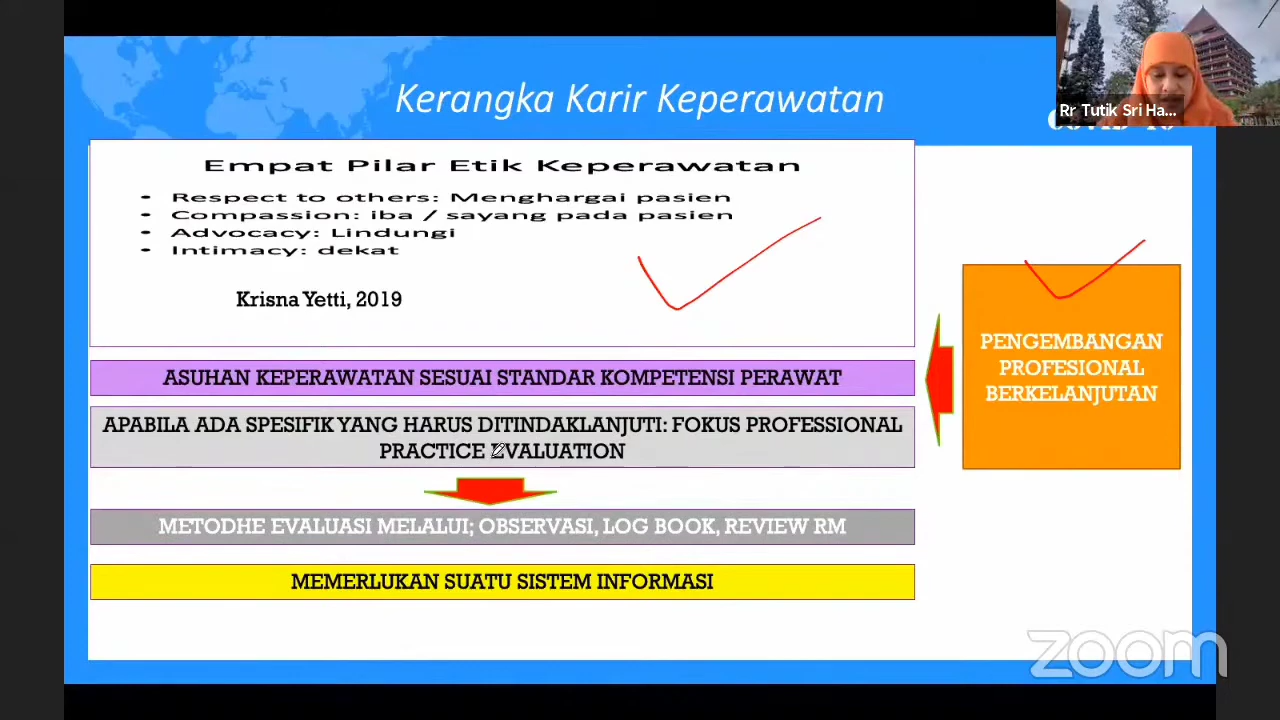 Kerangka Karir Keperawatan
Rr Tutik Sri Ha...
Empat Pilar Etik Keperawatan
• Respect to others: Menghargai pasien
• Compassion: iba / sayang pada pasien
• Advocacy: Lindungi
• Intimacy: dekat
Krisna Yetti, 2019
ASUHAN KEPERAWATAN SESUAI STANDAR KOMPETENSI PERAWAT
APABILA ADA SPESIFIK YANG HARUS DITINDAKLANJUTI: FOKUS PROFESSIONAL
PRACTICE EVALUATION
METODHE EVALUASI MELALUI; OBSERVASI, LOG BOOK, REVIEW RM
MEMERLUKAN SUATU SISTEM INFORMASI
PENGEMBANGAN
PROFESIONAL
BERKELANJUTAN
zoom